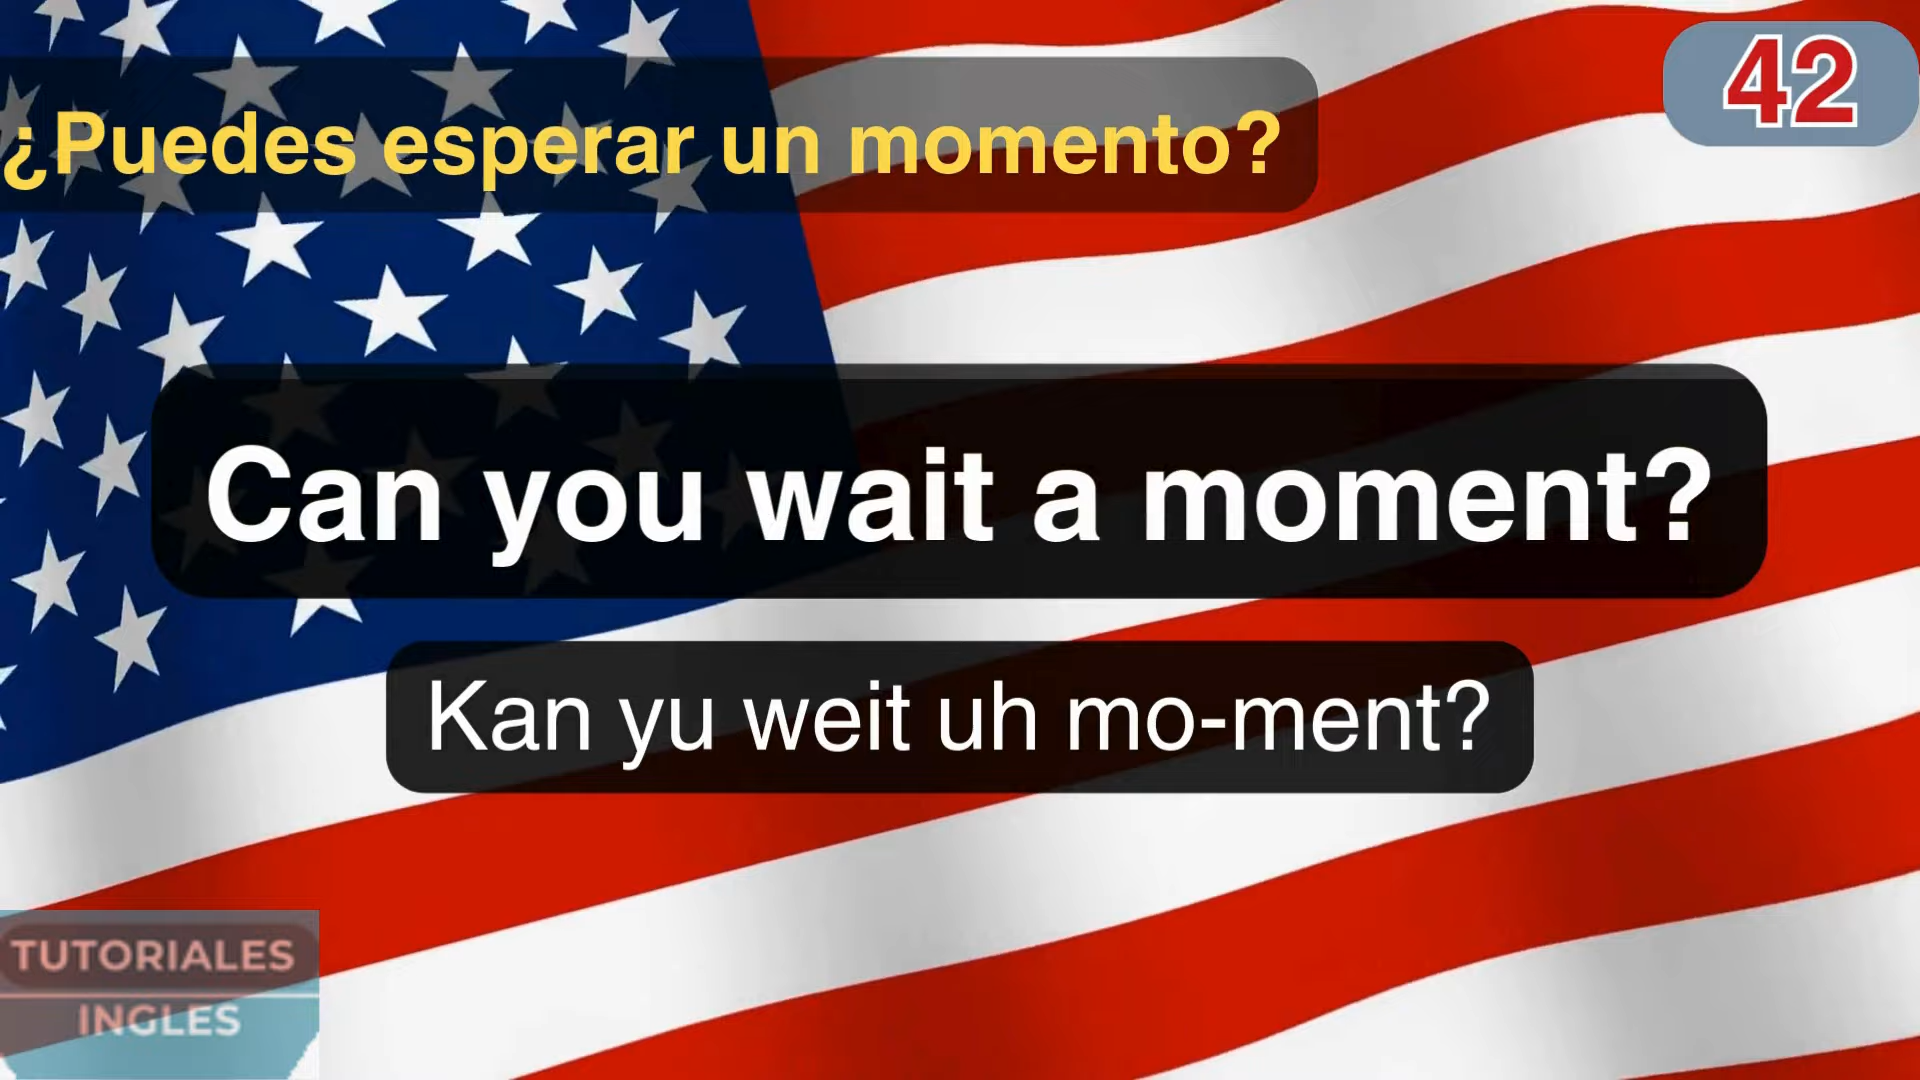 42
¿Puedes esperar un momento?
Can you wait a moment?
Kan yu weit uh mo-ment?
TUTORIALES
INGLES